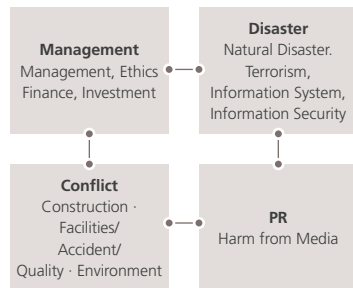 Management
Management, Ethics
Finance, Investment
Disaster
Natural Disaster.
Terrorism,
Information System,
Information Security
Conflict
Construction ·
Facilities/
Accident/
Quality · Environment
PR
Harm from Media